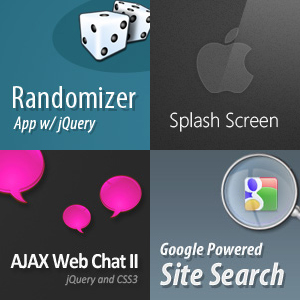 Randomizer
App w/ jQuery
Splash Screen
AJAX Web Chat II
jQuery and CSS3
Google Powered
Site Search